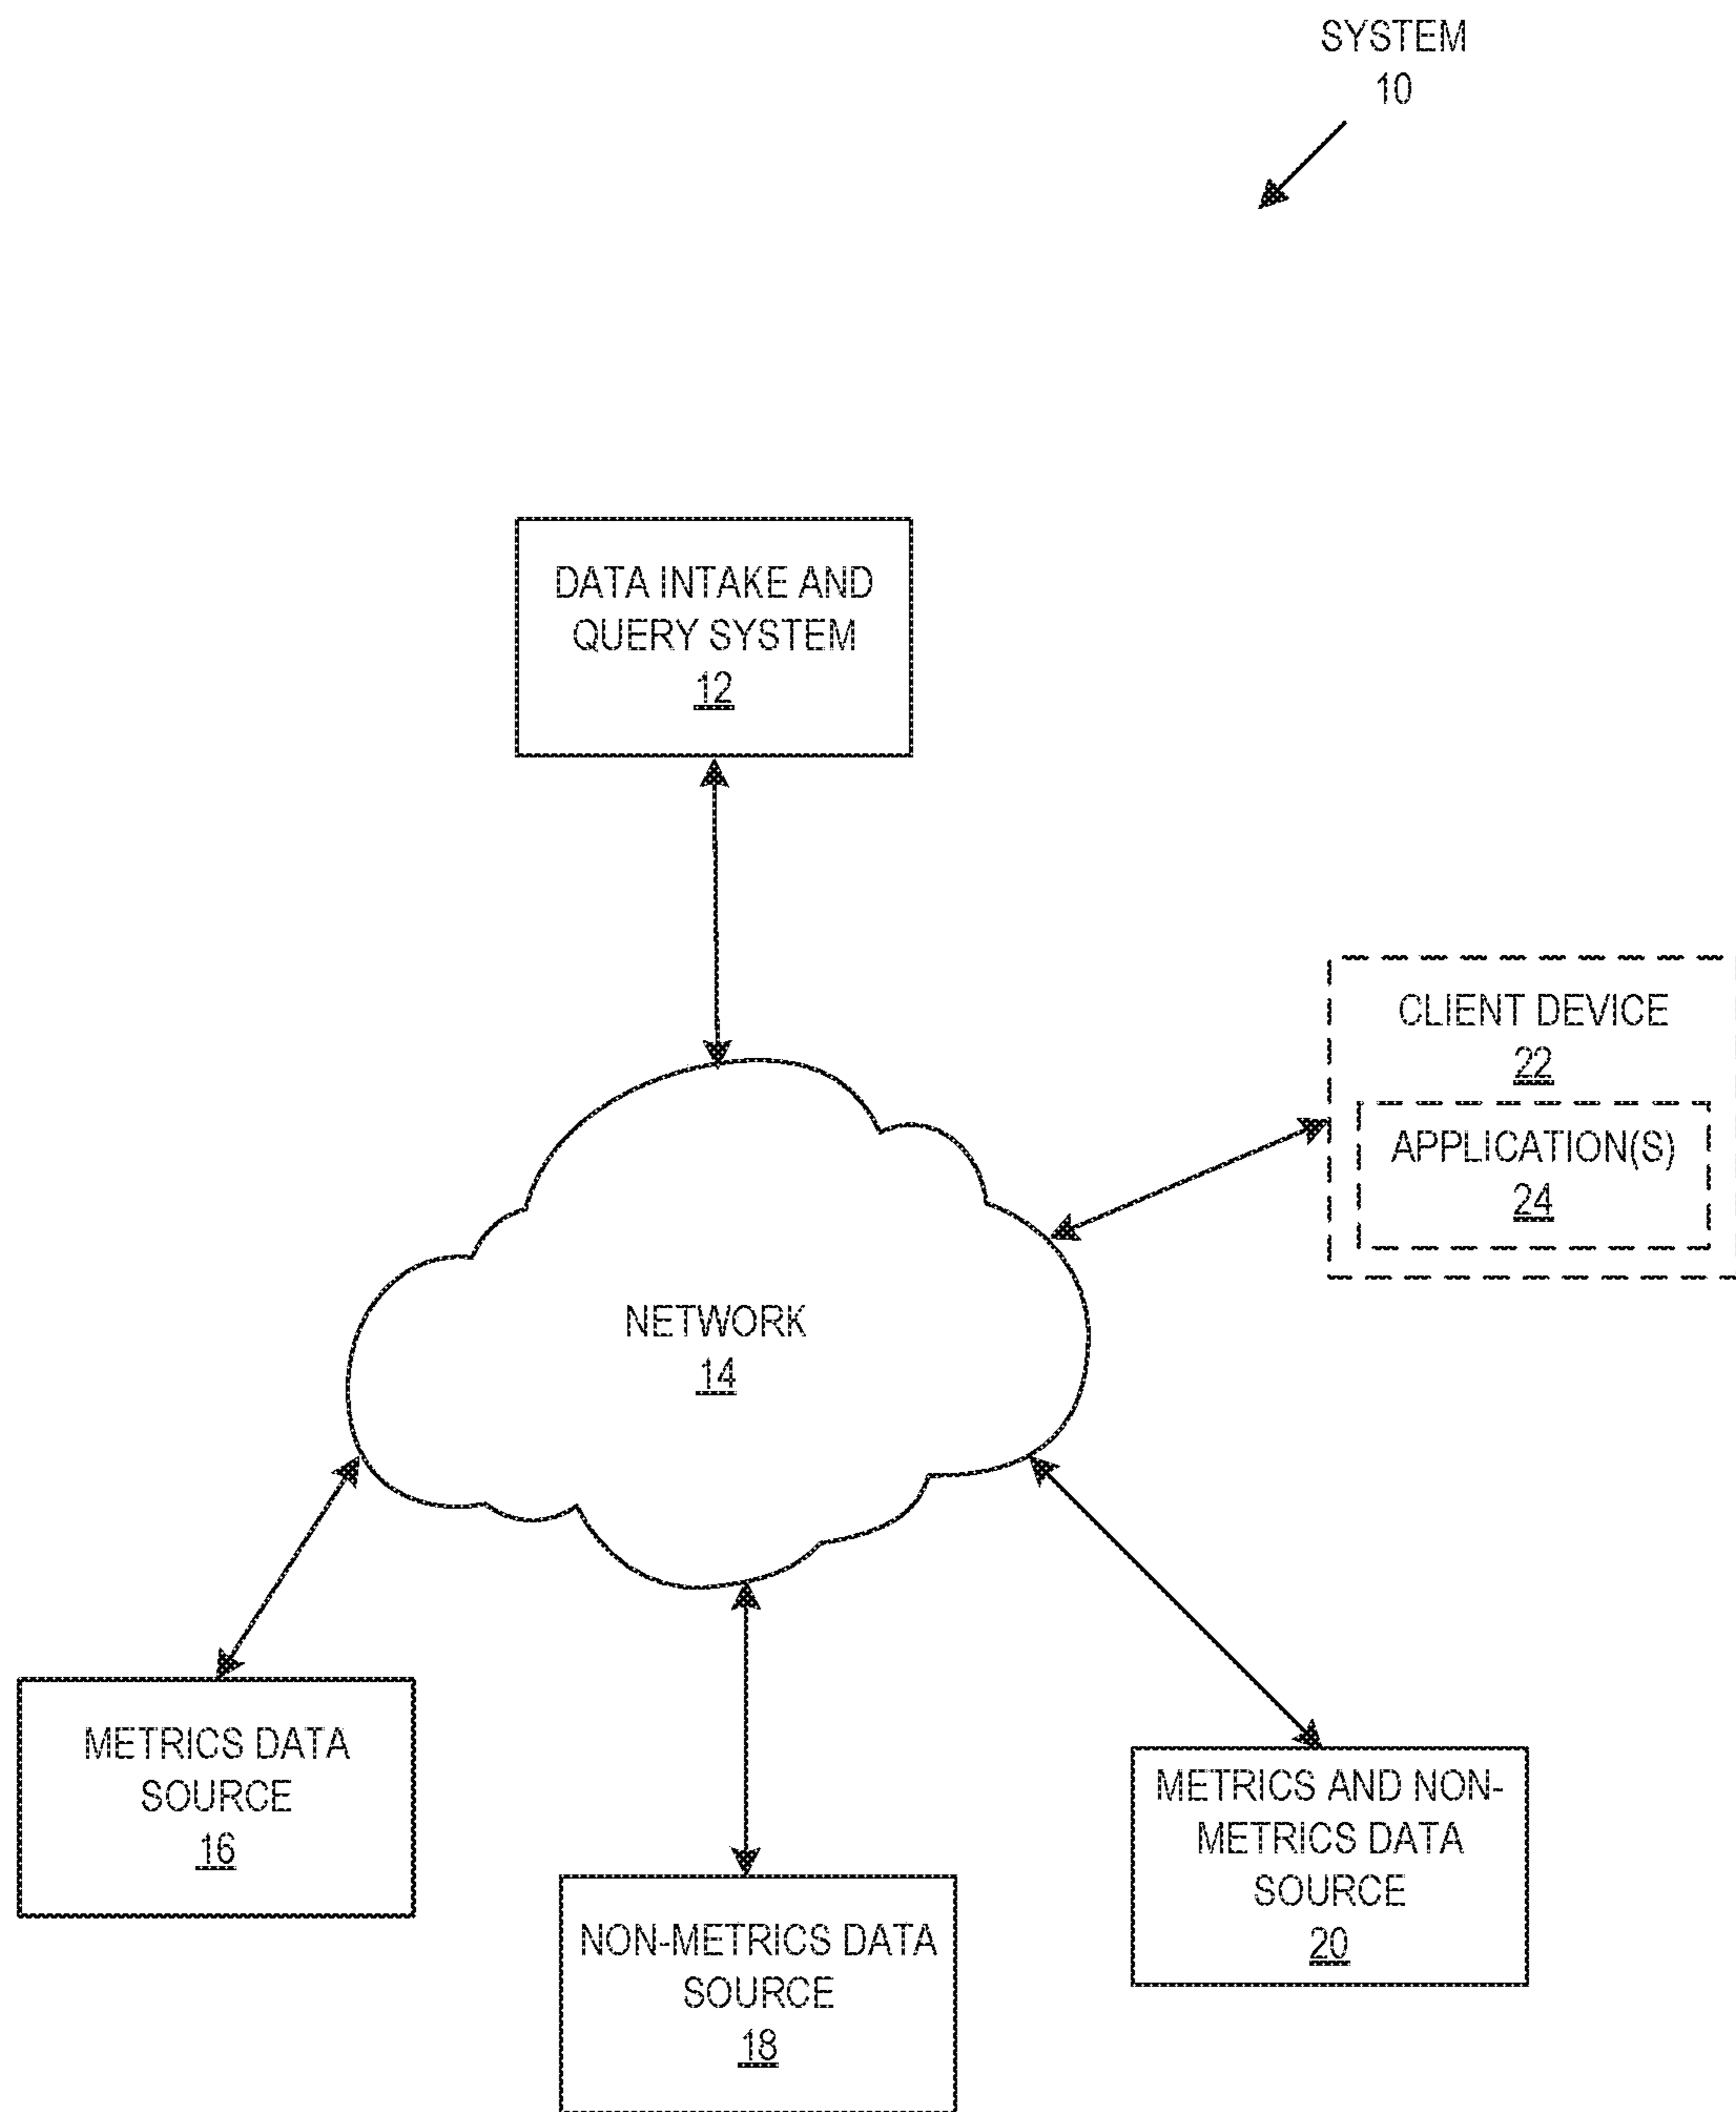 SYSTEM
10
DATA INTAKE AND
QUERY SYSTEM
12
CLIENT DEVICE
22
APPLICATION(S)
24
NETWORK
14
METRICS DATA
SOURCE
16
NON-METRICS DATA
SOURCE
18
METRICS AND NON-
METRICS DATA
SOURCE
20